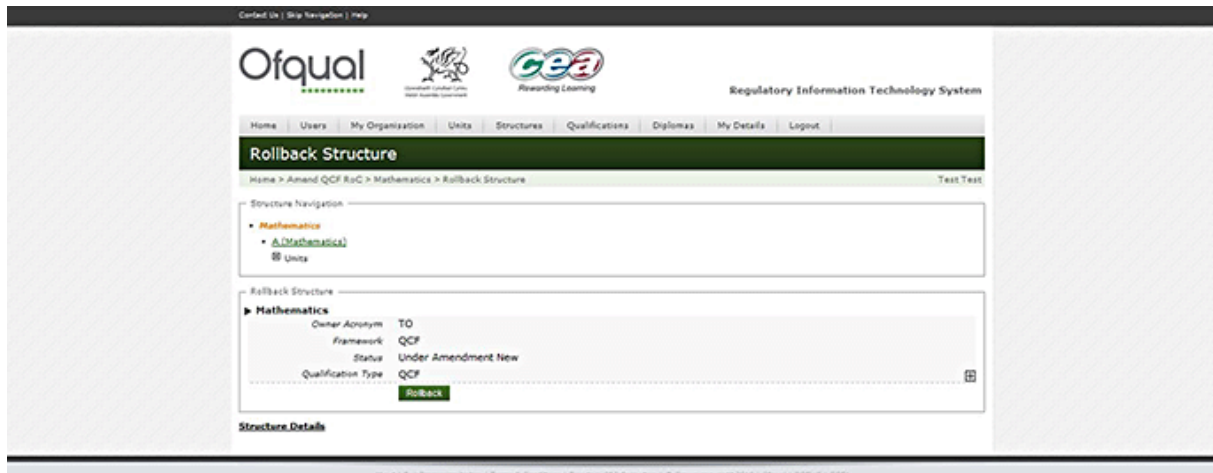 Contact Us | Skip Navigation | Help
Ofqual
cea
Rewarding Learning
Regulatory Information Technology System
Home Users My Organisation Units Structures Qualifications Diplomas My Details Logout
Rollback Structure
Home > Amend QCF RoC > Mathematics > Rollback Structure Test Test
Structure Navigation
Mathematics
A (Mathematics)
Units
Rollback Structure
Mathematics
Owner Acronym TO
Framework QCF
Status Under Amendment New
Qualification Type QCF
Rollback
Structure Details